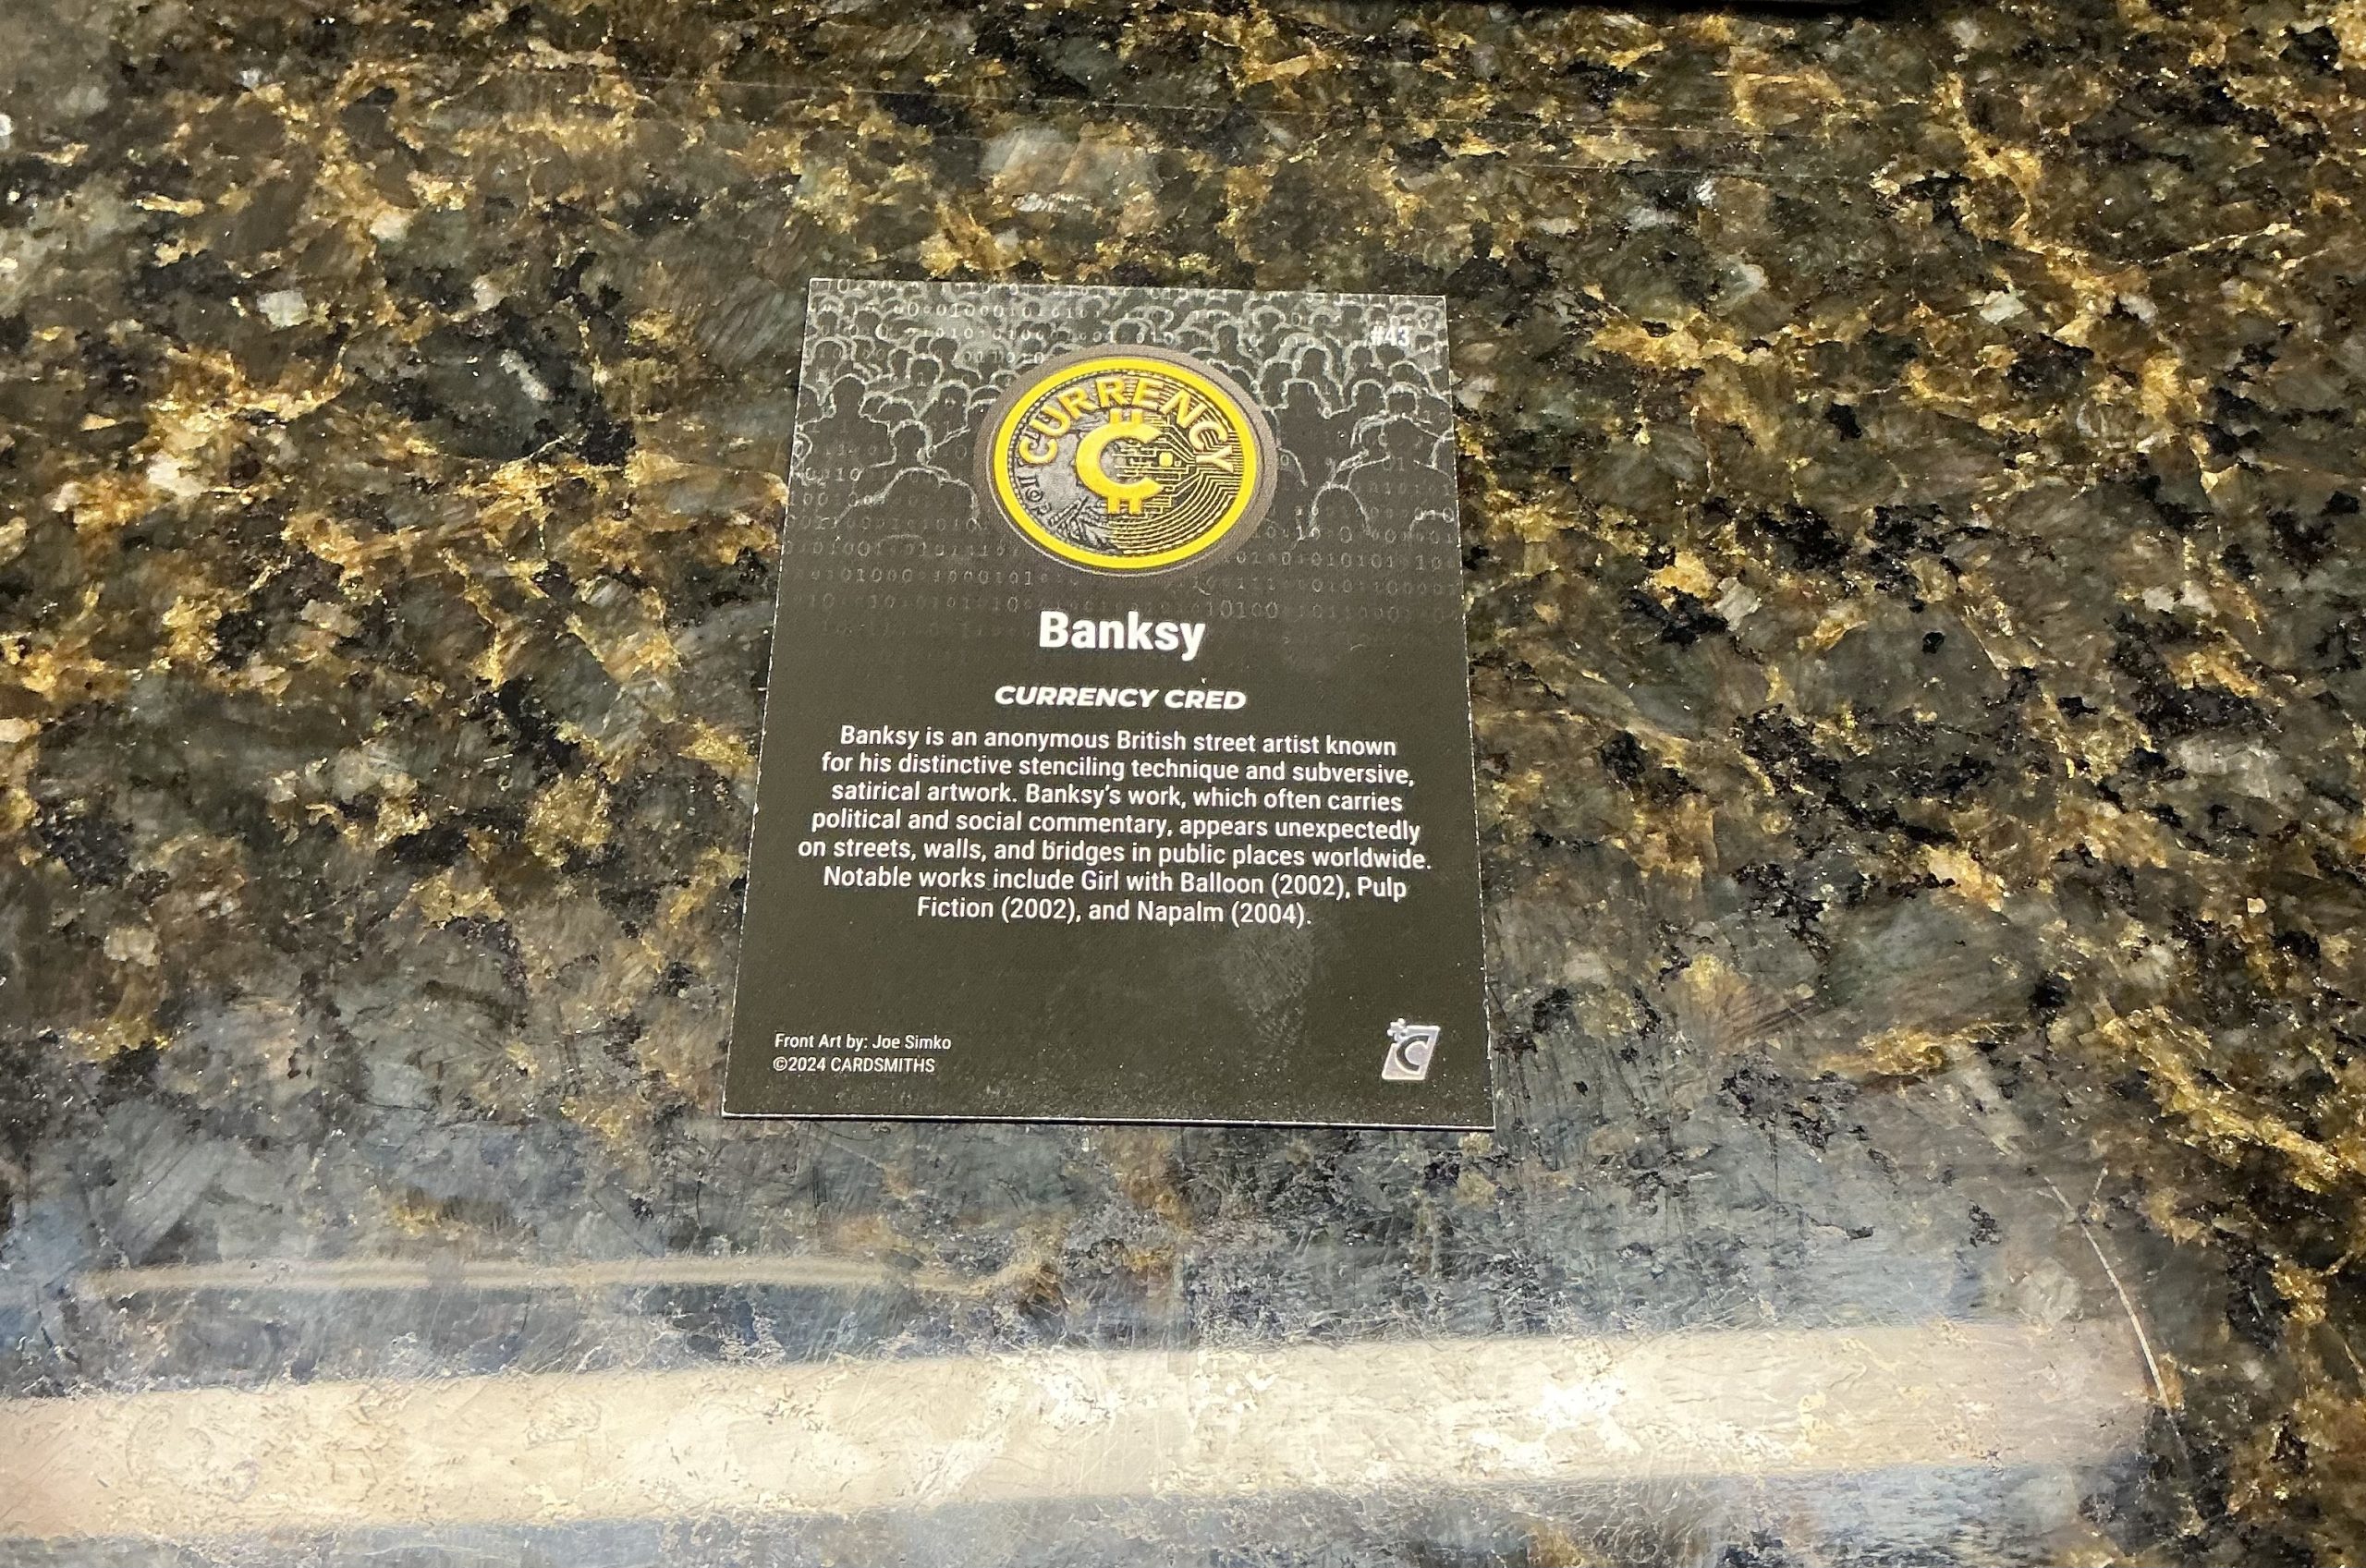 #43
CURRENCY
Banksy
CURRENCY CRED
Banksy is an anonymous British street artist known
for his distinctive stenciling technique and subversive,
satirical artwork. Banksy's work, which often carries
political and social commentary, appears unexpectedly
on streets, walls, and bridges in public places worldwide.
Notable works include Girl with Balloon (2002), Pulp
Fiction (2002), and Napalm (2004).
Front Art by: Joe Simko
©2024 CARDSMITHS